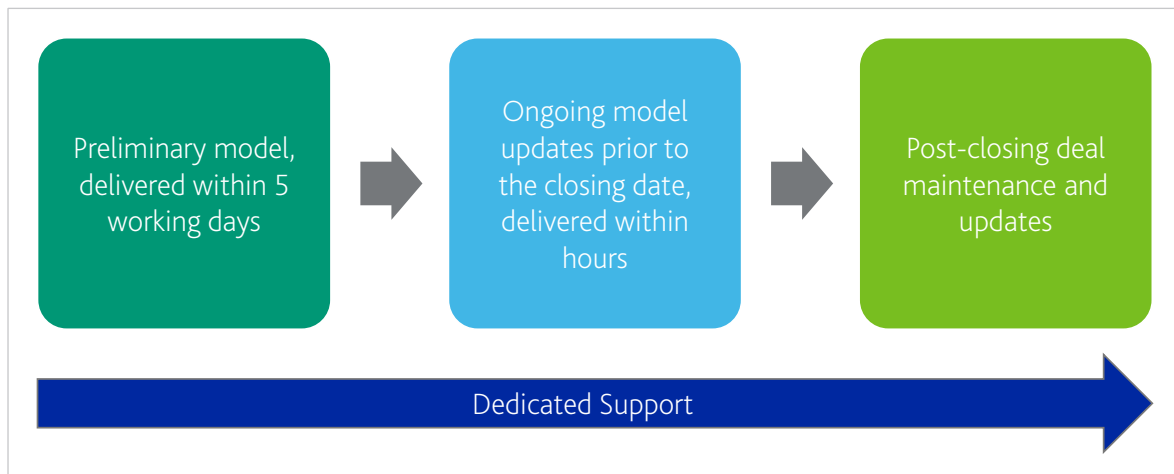 Preliminary model,
delivered within 5
working days
Ongoing model
updates prior to
the closing date,
delivered within
hours
Post-closing deal
maintenance and
updates
Dedicated Support